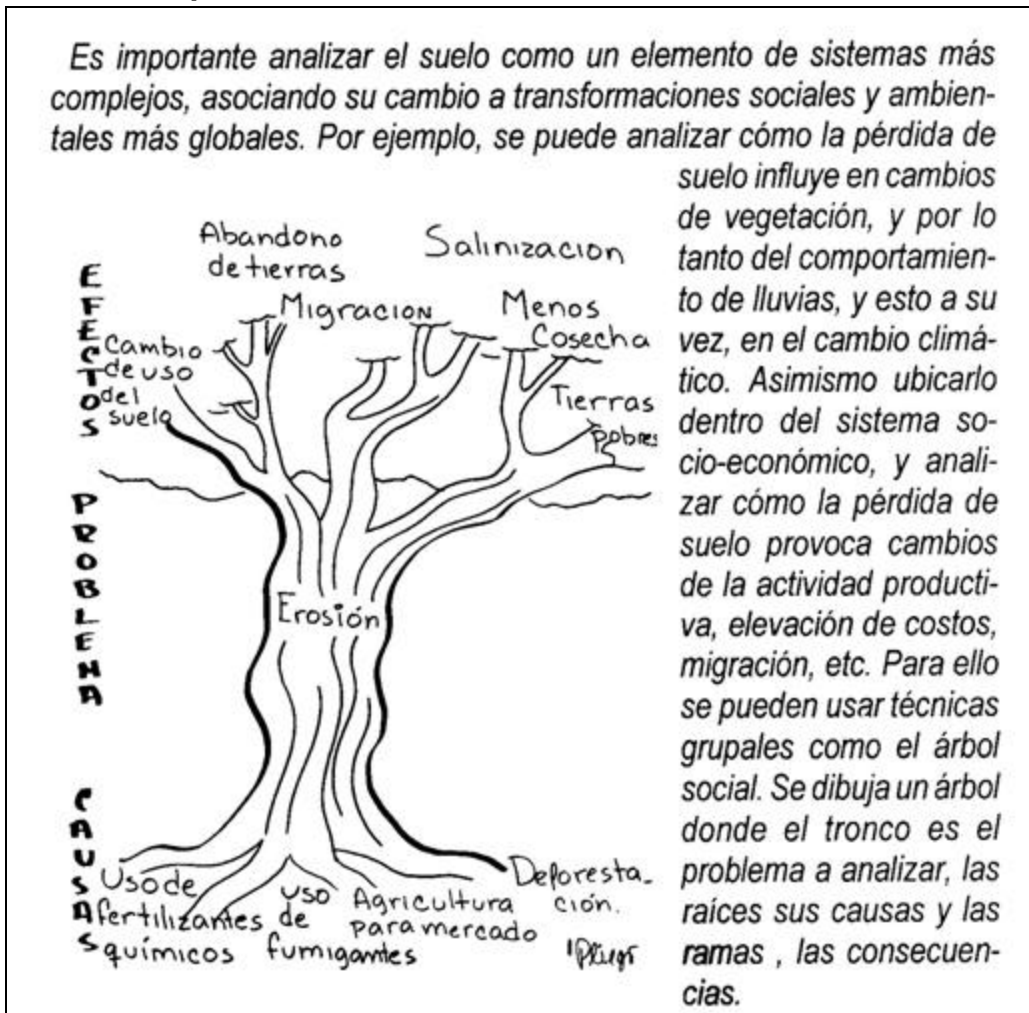 Es importante analizar el suelo como un elemento de sistemas más
complejos, asociando su cambio a transformaciones sociales y ambien-
tales más globales. Por ejemplo, se puede analizar cómo la pérdida de
suelo influye en cambios
de vegetación, y por lo
tanto del comportamien-
to de lluvias, y esto a su
vez, en el cambio climá-
tico. Asimismo ubicarlo
dentro del sistema so-
cio-económico, y anali-
zar cómo la pérdida de
suelo provoca cambios
de la actividad producti-
va, elevación de costos,
migración, etc. Para ello
se pueden usar técnicas
grupales como el árbol
social. Se dibuja un árbol
donde el tronco es el
problema a analizar, las
raíces sus causas y las
ramas , las consecuen-
cias.
EFECTOS
Abandono
de tierras
Salinizacion
Migracion
Menos
Cosecha
Cambio
de uso
del
suelo
Tierras
pobres
PROBLEMA
Erosión
CAUSAS
Uso de
fertilizantes
químicos
uso
de
fumigantes
Agricultura
para mercado
Deforesta-
ción.